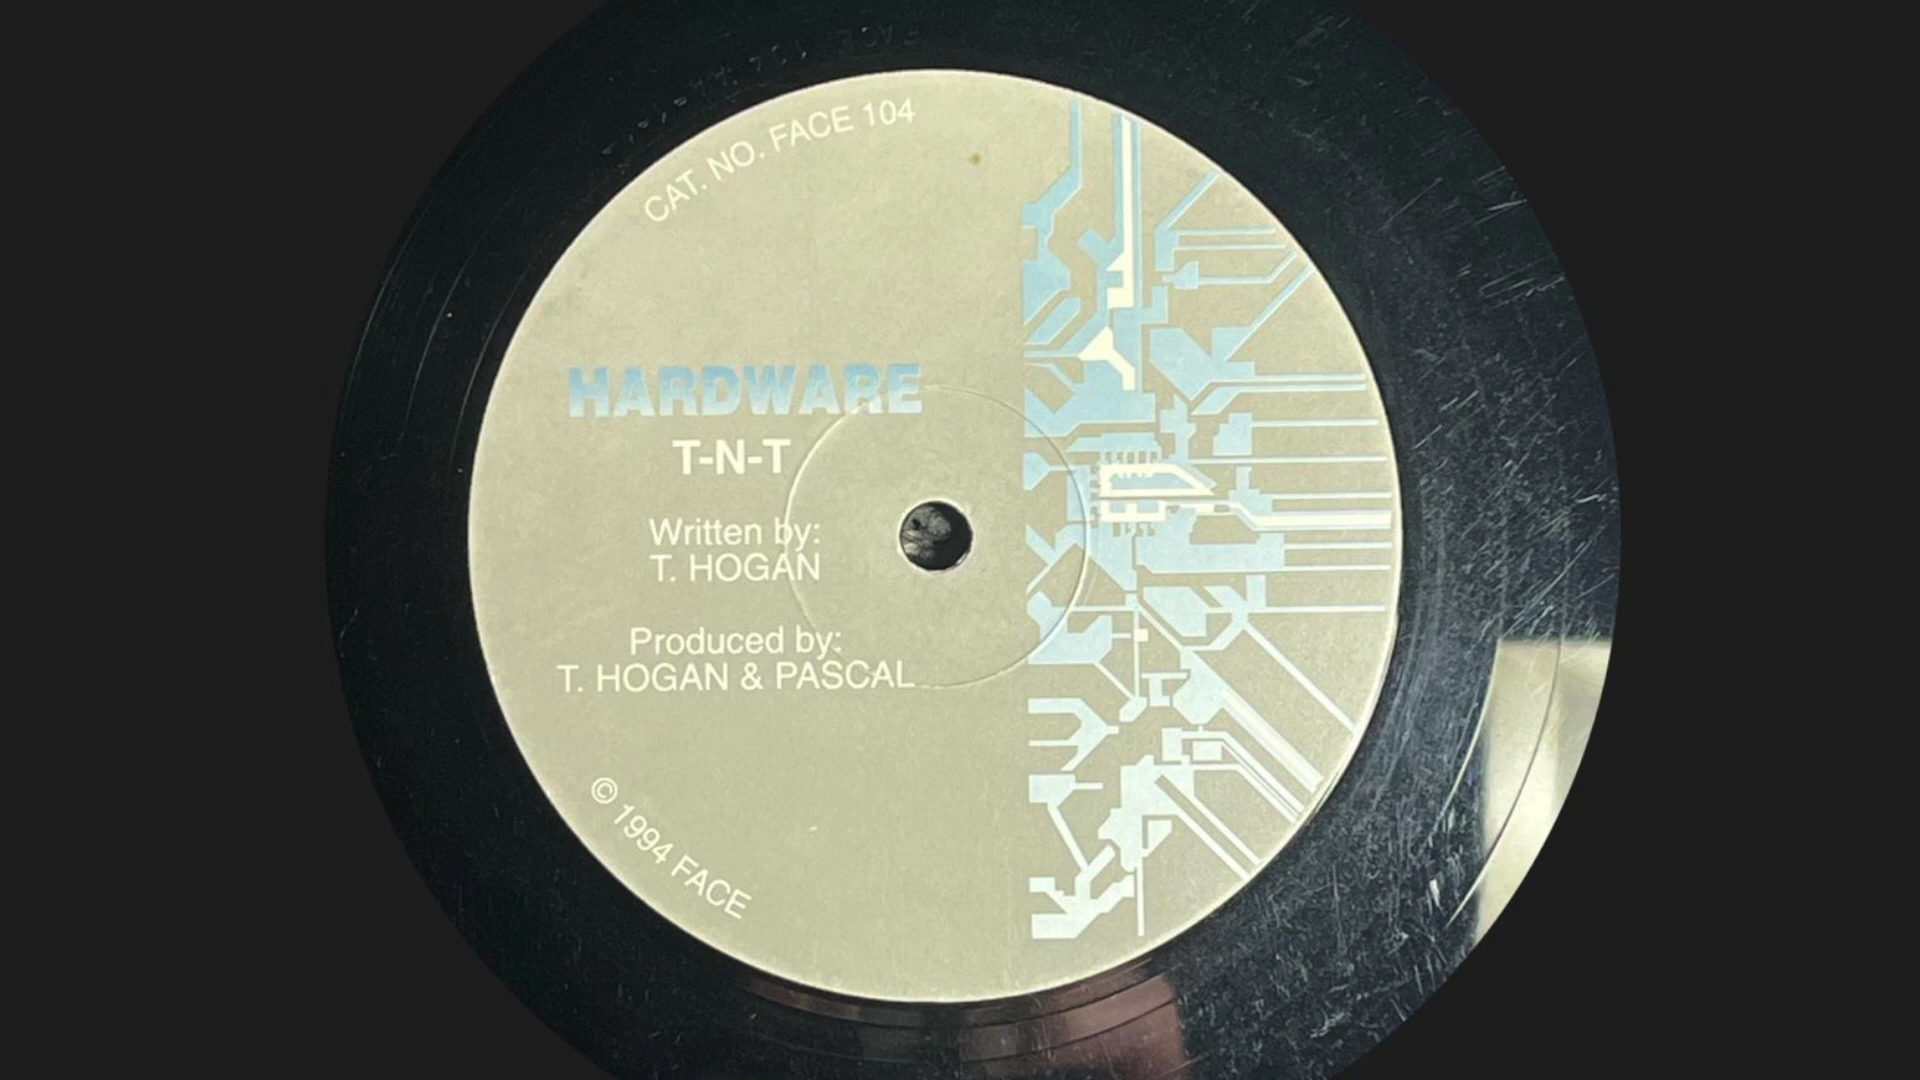 CAT. NO. FACE 104
HARDWARE
T-N-T
Written by:
T. HOGAN
Produced by:
T. HOGAN & PASCAL
© 1994 FACE